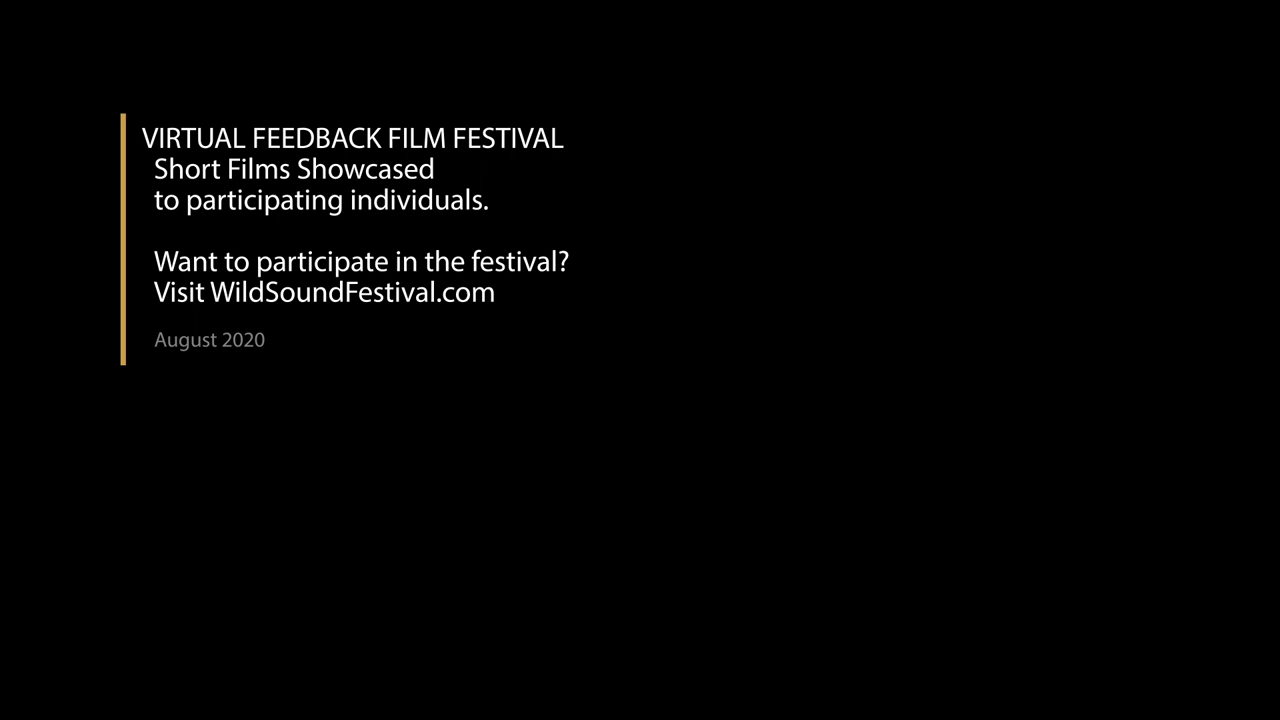 VIRTUAL FEEDBACK FILM FESTIVAL
Short Films Showcased
to participating individuals.
Want to participate in the festival?
Visit WildSoundFestival.com
August 2020